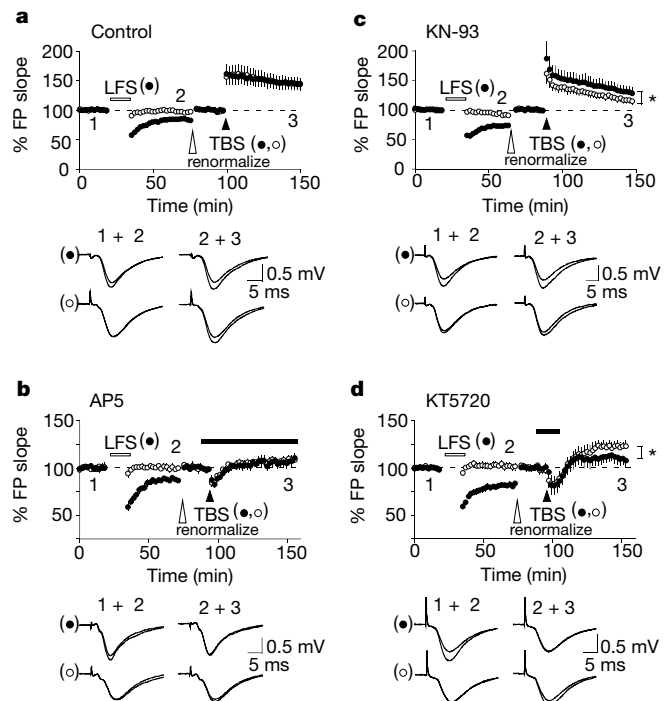 a
Control
% FP slope
200
150
100
50
0
LFS (●)
1
2
3
TBS (●,○)
renormalize
0 50 100 150
Time (min)
1 + 2
2 + 3
(●)
(○)
0.5 mV
5 ms
c
KN-93
% FP slope
200
150
100
50
0
LFS (●)
1
2
3
*
TBS (●,○)
renormalize
0 50 100 150
Time (min)
1 + 2
2 + 3
(●)
(○)
0.5 mV
5 ms
b
AP5
% FP slope
150
100
50
LFS (●)
1
2
3
TBS (●,○)
renormalize
0 50 100 150
Time (min)
1 + 2
2 + 3
(●)
(○)
0.5 mV
5 ms
d
KT5720
% FP slope
150
100
50
LFS (●)
1
2
3
*
TBS (●,○)
renormalize
0 50 100 150
Time (min)
1 + 2
2 + 3
(●)
(○)
0.5 mV
5 ms